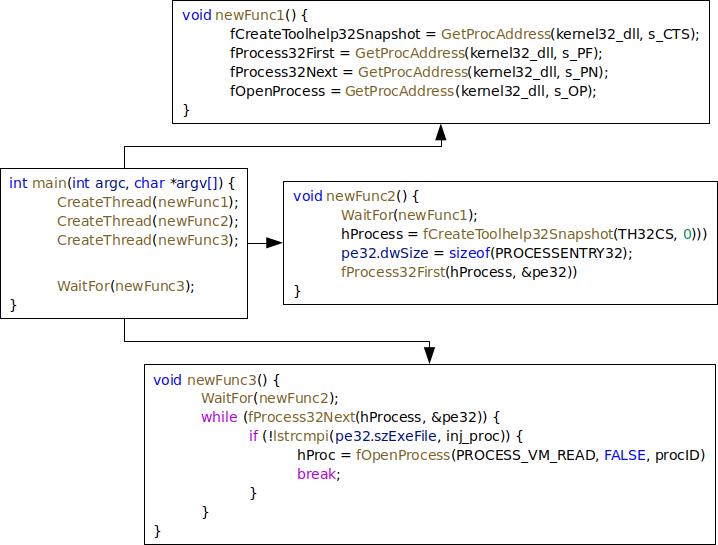 void newFunc1() {
fCreateToolhelp32Snapshot = GetProcAddress(kernel32_dll, s_CTS);
fProcess32First = GetProcAddress(kernel32_dll, s_PF);
fProcess32Next = GetProcAddress(kernel32_dll, s_PN);
fOpenProcess = GetProcAddress(kernel32_dll, s_OP);
}
int main(int argc, char *argv[]) {
CreateThread(newFunc1);
CreateThread(newFunc2);
CreateThread(newFunc3);
WaitFor(newFunc3);
}
void newFunc2() {
WaitFor(newFunc1);
hProcess = fCreateToolhelp32Snapshot(TH32CS, 0)))
pe32.dwSize = sizeof(PROCESSENTRY32);
fProcess32First(hProcess, &pe32))
}
void newFunc3() {
WaitFor(newFunc2);
while (fProcess32Next(hProcess, &pe32)) {
if (!lstrcmpi(pe32.szExeFile, inj_proc)) {
hProc = fOpenProcess(PROCESS_VM_READ, FALSE, procID)
break;
}
}
}